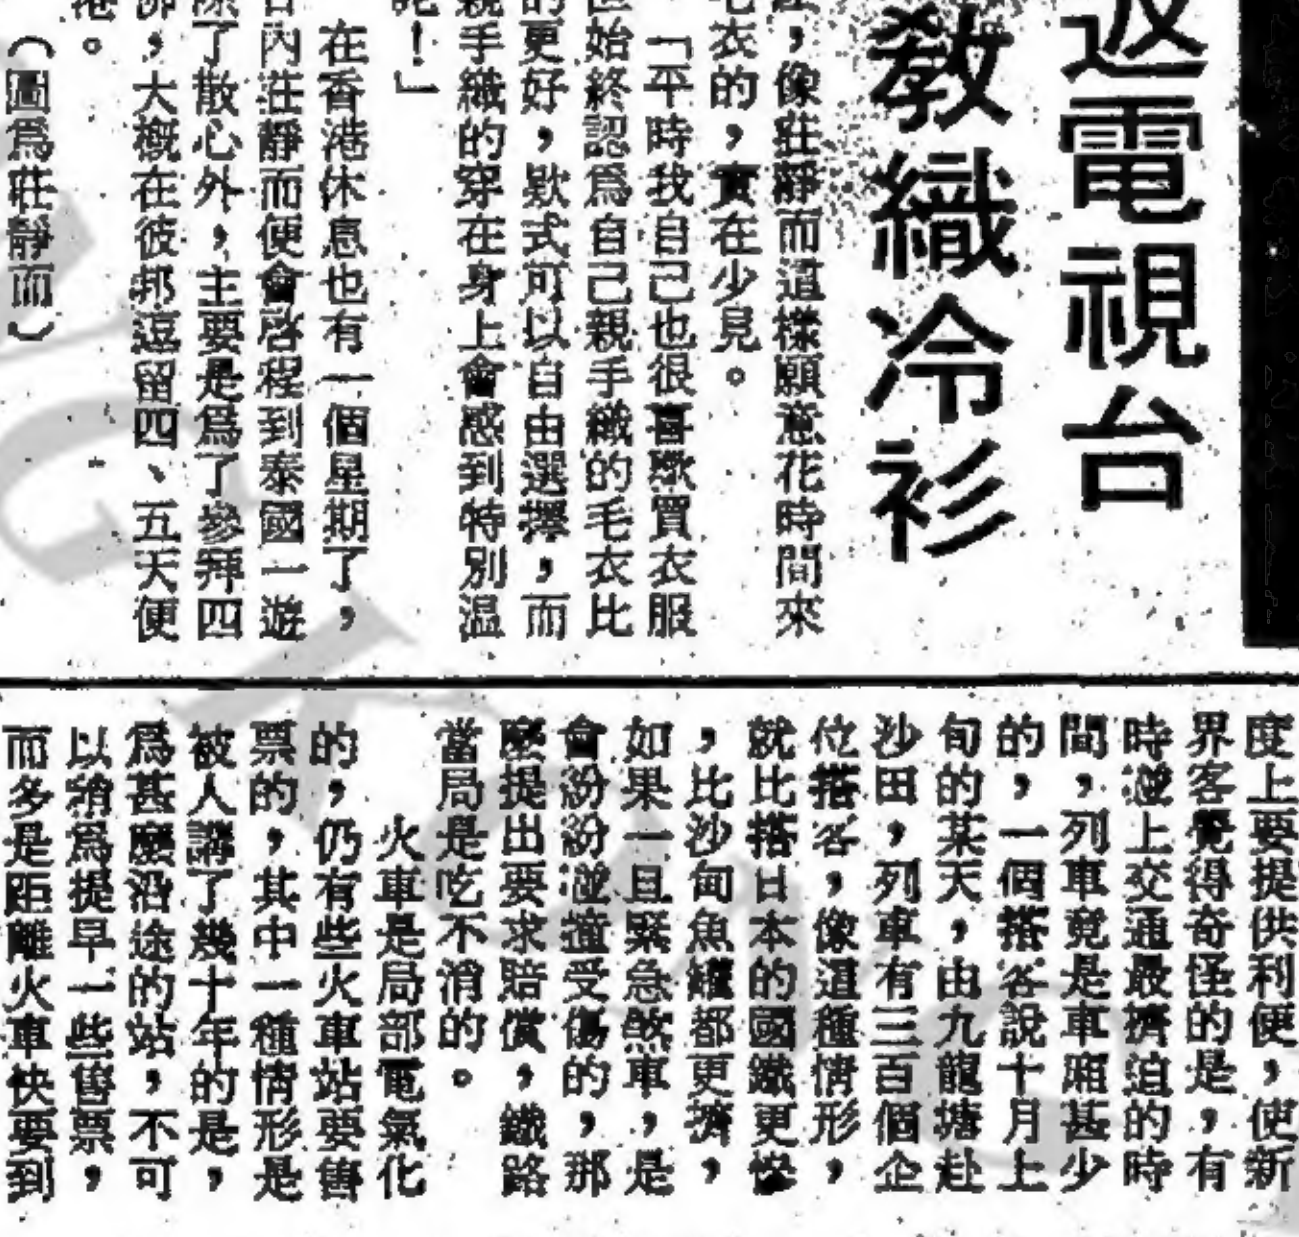 返電視台
教織冷衫
，像莊靜而這樣願意花時間來
毛衣的，實在少見。
「平時我自己也很喜歡買衣服
始終認爲自己親手織的毛衣比
的更好，欵式可以自由選擇，而
親手織的穿在身上會感到特別温
！」
在香港休息也有一個星期了，
內莊靜而便會啓程到泰國一遊
除了散心外，主要是爲了參拜四
，大概在彼邦逗留四、五天便
港。
（圖爲莊靜而）
度上要提供利便，使新
界客覺得奇怪的是，有
時逆上交通最擠迫的時
間，列車竟是車廂甚少
的，一個搭客說十月上
旬的某天，由九龍塘赴
沙田，列車有三百個企
位搭客，像這種情形，
就比搭日本的國鐵更慘
，比沙甸魚罐都更擠，
如果一旦緊急煞車，是
會紛紛碰撞受傷的，那
麽提出要求賠償，鐵路
當局是吃不消的。
火車是局部電氣化
的，仍有些火車站要售
票的，其中一種情形是
被人講了幾十年的是，
爲甚麽沿途的站，不可
以稍爲提早一些售票，
而多是距離火車快要到